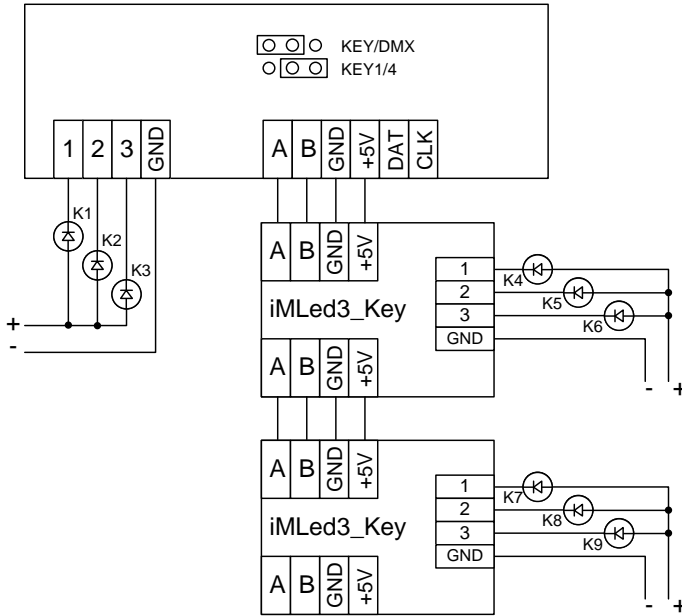 KEY/DMX
KEY1/4
1 2 3 GND
A B GND +5V DAT CLK
K1
K2
K3
+
-
A B GND +5V
iMLed3_Key
1
2
3
GND
K4
K5
K6
- +
A B GND +5V
A B GND +5V
iMLed3_Key
1
2
3
GND
K7
K8
K9
- +
A B GND +5V